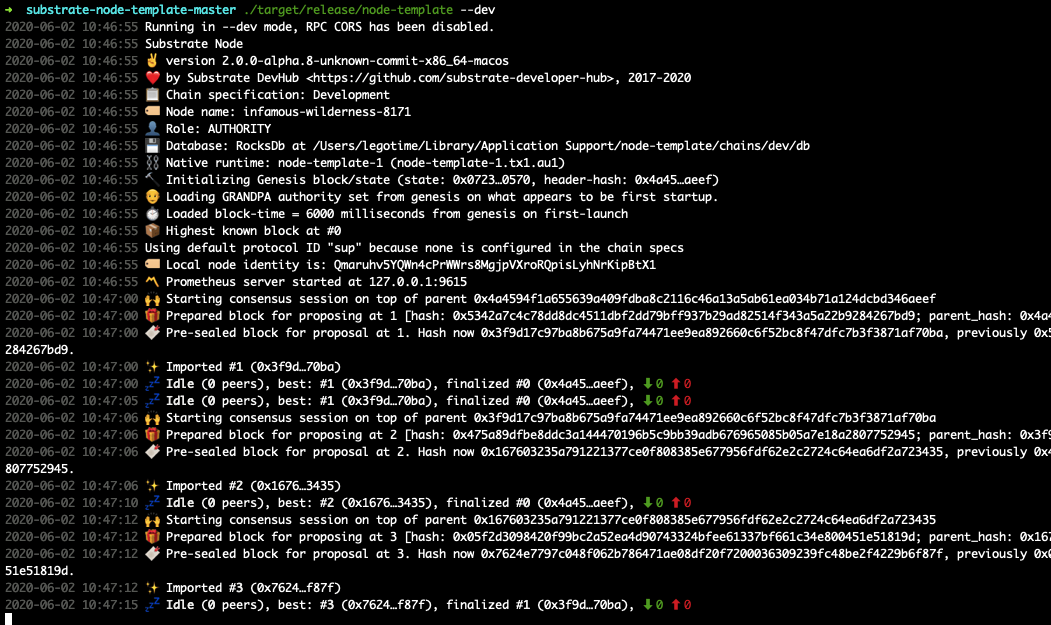 → substrate-node-template-master ./target/release/node-template --dev
2020-06-02 10:46:55 Running in --dev mode, RPC CORS has been disabled.
2020-06-02 10:46:55 Substrate Node
2020-06-02 10:46:55 ✌️ version 2.0.0-alpha.8-unknown-commit-x86_64-macos
2020-06-02 10:46:55 ❤️ by Substrate DevHub <https://github.com/substrate-developer-hub>, 2017-2020
2020-06-02 10:46:55 📋 Chain specification: Development
2020-06-02 10:46:55 🏷 Node name: infamous-wilderness-8171
2020-06-02 10:46:55 👤 Role: AUTHORITY
2020-06-02 10:46:55 💾 Database: RocksDb at /Users/legotime/Library/Application Support/node-template/chains/dev/db
2020-06-02 10:46:55 ⛓ Native runtime: node-template-1 (node-template-1.tx1.au1)
2020-06-02 10:46:55 🔨 Initializing Genesis block/state (state: 0x0723…0570, header-hash: 0x4a45…aeef)
2020-06-02 10:46:55 👴 Loading GRANDPA authority set from genesis on what appears to be first startup.
2020-06-02 10:46:55 ⏱ Loaded block-time = 6000 milliseconds from genesis on first-launch
2020-06-02 10:46:55 📦 Highest known block at #0
2020-06-02 10:46:55 Using default protocol ID "sup" because none is configured in the chain specs
2020-06-02 10:46:55 🏷 Local node identity is: Qmaruhv5YQWn4cPrWWrs8MgjpVXroRQpisLyhNrKipBtX1
2020-06-02 10:46:55 〽️ Prometheus server started at 127.0.0.1:9615
2020-06-02 10:47:00 🙌 Starting consensus session on top of parent 0x4a4594f1a655639a409fdba8c2116c46a13a5ab61ea034b71a124dcbd346aeef
2020-06-02 10:47:00 🎁 Prepared block for proposing at 1 [hash: 0x5342a7c4c78dd8dc4511dbf2dd79bff937b29ad82514f343a5a22b9284267bd9; parent_hash: 0x4a4
2020-06-02 10:47:00 🔖 Pre-sealed block for proposal at 1. Hash now 0x3f9d17c97ba8b675a9fa74471ee9ea892660c6f52bc8f47dfc7b3f3871af70ba, previously 0x5
284267bd9.
2020-06-02 10:47:00 ✨ Imported #1 (0x3f9d…70ba)
2020-06-02 10:47:00 💤 Idle (0 peers), best: #1 (0x3f9d…70ba), finalized #0 (0x4a45…aeef), ⬇ 0 ⬆ 0
2020-06-02 10:47:05 💤 Idle (0 peers), best: #1 (0x3f9d…70ba), finalized #0 (0x4a45…aeef), ⬇ 0 ⬆ 0
2020-06-02 10:47:06 🙌 Starting consensus session on top of parent 0x3f9d17c97ba8b675a9fa74471ee9ea892660c6f52bc8f47dfc7b3f3871af70ba
2020-06-02 10:47:06 🎁 Prepared block for proposing at 2 [hash: 0x475a89dfbe8ddc3a144470196b5c9bb39adb676965085b05a7e18a2807752945; parent_hash: 0x3f9
2020-06-02 10:47:06 🔖 Pre-sealed block for proposal at 2. Hash now 0x167603235a791221377ce0f808385e677956fdf62e2c2724c64ea6df2a723435, previously 0x4
807752945.
2020-06-02 10:47:06 ✨ Imported #2 (0x1676…3435)
2020-06-02 10:47:10 💤 Idle (0 peers), best: #2 (0x1676…3435), finalized #0 (0x4a45…aeef), ⬇ 0 ⬆ 0
2020-06-02 10:47:12 🙌 Starting consensus session on top of parent 0x167603235a791221377ce0f808385e677956fdf62e2c2724c64ea6df2a723435
2020-06-02 10:47:12 🎁 Prepared block for proposing at 3 [hash: 0x05f2d3098420f99bc2a52ea4d90743324bfee61337bf661c34e800451e51819d; parent_hash: 0x167
2020-06-02 10:47:12 🔖 Pre-sealed block for proposal at 3. Hash now 0x7624e7797c048f062b786471ae08df20f7200036309239fc48be2f4229b6f87f, previously 0x0
51e51819d.
2020-06-02 10:47:12 ✨ Imported #3 (0x7624…f87f)
2020-06-02 10:47:15 💤 Idle (0 peers), best: #3 (0x7624…f87f), finalized #1 (0x3f9d…70ba), ⬇ 0 ⬆ 0